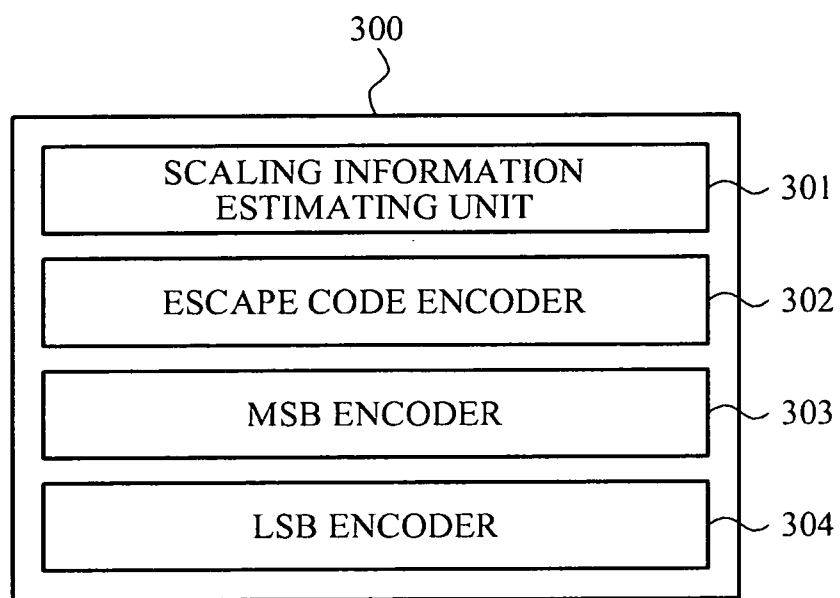 300
SCALING INFORMATION
ESTIMATING UNIT
301
ESCAPE CODE ENCODER
302
MSB ENCODER
303
LSB ENCODER
304